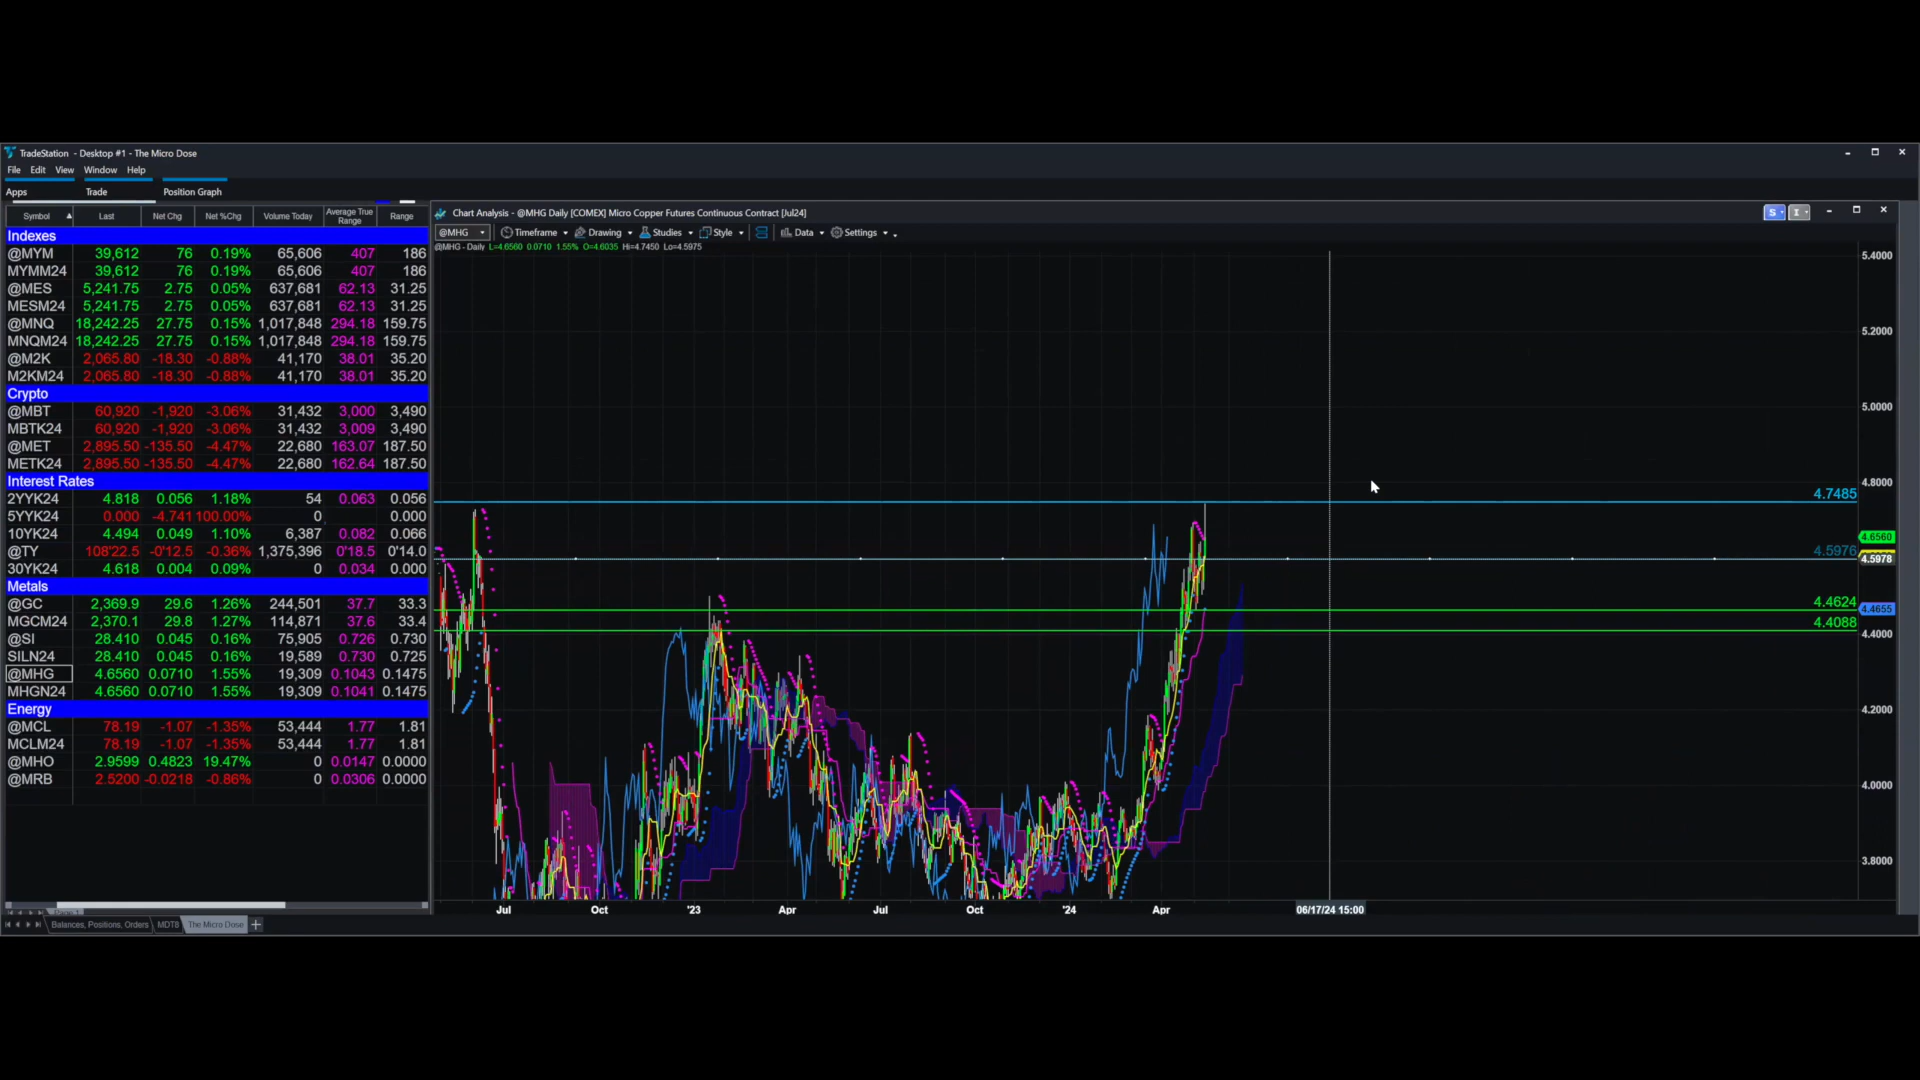 TradeStation - Desktop #1 - The Micro Dose
File Edit View Window Help
Apps Trade Position Graph
Symbol Last Net Chg Net %Chg Volume Today Average True Range Range
Indexes
@MYM 39,612 76 0.19% 65,606 407 186
MYMM24 39,612 76 0.19% 65,606 407 186
@MES 5,241.75 2.75 0.05% 637,681 62.13 31.25
MESM24 5,241.75 2.75 0.05% 637,681 62.13 31.25
@MNQ 18,242.25 27.75 0.15% 1,017,848 294.18 159.75
MNQM24 18,242.25 27.75 0.15% 1,017,848 294.18 159.75
@M2K 2,065.80 -18.30 -0.88% 41,170 38.01 35.20
M2KM24 2,065.80 -18.30 -0.88% 41,170 38.01 35.20
Crypto
@MBT 60,920 -1,920 -3.06% 31,432 3,000 3,490
MBTK24 60,920 -1,920 -3.06% 31,432 3,009 3,490
@MET 2,895.50 -135.50 -4.47% 22,680 163.07 187.50
METK24 2,895.50 -135.50 -4.47% 22,680 162.64 187.50
Interest Rates
2YYK24 4.818 0.056 1.18% 54 0.063 0.056
5YYK24 0.000 -4.741 100.00% 0 0.000
10YK24 4.494 0.049 1.10% 6,387 0.082 0.066
@TY 108'22.5 -0'12.5 -0.36% 1,375,396 0'18.5 0'14.0
30YK24 4.618 0.004 0.09% 0 0.034 0.000
Metals
@GC 2,369.9 29.6 1.26% 244,501 37.7 33.3
MGCM24 2,370.1 29.8 1.27% 114,871 37.6 33.4
@SI 28.410 0.045 0.16% 75,905 0.726 0.730
SILN24 28.410 0.045 0.16% 19,589 0.730 0.725
@MHG 4.6560 0.0710 1.55% 19,309 0.1043 0.1475
MHGN24 4.6560 0.0710 1.55% 19,309 0.1041 0.1475
Energy
@MCL 78.19 -1.07 -1.35% 53,444 1.77 1.81
MCLM24 78.19 -1.07 -1.35% 53,444 1.77 1.81
@MHO 2.9599 0.4823 19.47% 0 0.0147 0.0000
@MRB 2.5200 -0.0218 -0.86% 0 0.0306 0.0000
Page 1
Balances, Positions, Orders MDT8 The Micro Dose +
Chart Analysis - @MHG Daily [COMEX] Micro Copper Futures Continuous Contract [Jul24]
S I
@MHG Timeframe Drawing Studies Style Data Settings
@MHG - Daily L=4.6560 0.0710 1.55% O=4.6035 Hi=4.7450 Lo=4.5975
5.4000
5.2000
5.0000
4.8000
4.7485
4.6560
4.5976
4.5978
4.4624
4.4655
4.4088
4.4000
4.2000
4.0000
3.8000
Jul Oct '23 Apr Jul Oct '24 Apr 06/17/24 15:00